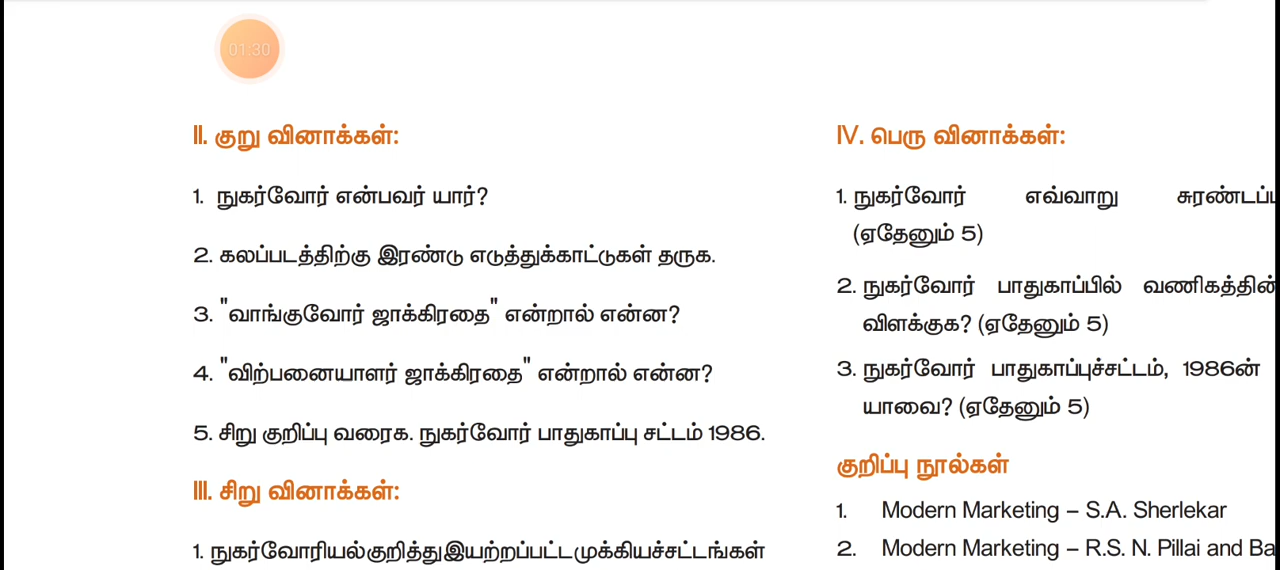 01:30
II. குறு வினாக்கள்:
1. நுகர்வோர் என்பவர் யார்?
2. கலப்படத்திற்கு இரண்டு எடுத்துக்காட்டுகள் தருக.
3. "வாங்குவோர் ஜாக்கிரதை" என்றால் என்ன?
4. "விற்பனையாளர் ஜாக்கிரதை" என்றால் என்ன?
5. சிறு குறிப்பு வரைக. நுகர்வோர் பாதுகாப்பு சட்டம் 1986.
III. சிறு வினாக்கள்:
1. நுகர்வோரியல்குறித்துஇயற்றப்பட்டமுக்கியச்சட்டங்கள்
IV. பெரு வினாக்கள்:
1. நுகர்வோர் எவ்வாறு
(ஏதேனும் 5)
2. நுகர்வோர் பாதுகாப்பில் வணிகத்தின்
விளக்குக? (ஏதேனும் 5)
3. நுகர்வோர் பாதுகாப்புச்சட்டம், 1986ன்
யாவை? (ஏதேனும் 5)
குறிப்பு நூல்கள்
1. Modern Marketing – S.A. Sherlekar
2. Modern Marketing – R.S. N. Pillai and